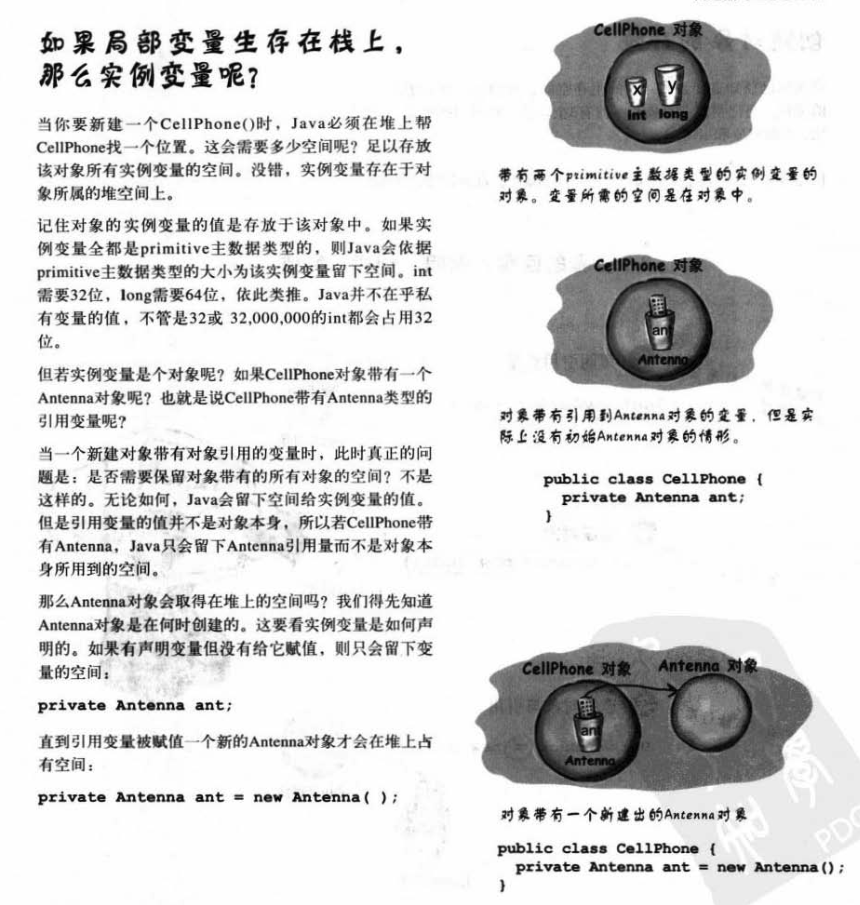 如果局部变量生存在栈上，
那么实例变量呢？
当你要新建一个CellPhone()时，Java必须在堆上帮
CellPhone找一个位置。这会需要多少空间呢？足以存放
该对象所有实例变量的空间。没错，实例变量存在于对
象所属的堆空间上。
记住对象的实例变量的值是存放于该对象中。如果实
例变量全都是primitive主数据类型的，则Java会依据
primitive主数据类型的大小为该实例变量留下空间。int
需要32位，long需要64位，依此类推。Java并不在乎私
有变量的值，不管是32或 32,000,000的int都会占用32
位。
但若实例变量是个对象呢？如果CellPhone对象带有一个
Antenna对象呢？也就是说CellPhone带有Antenna类型的
引用变量呢？
当一个新建对象带有对象引用的变量时，此时真正的问
题是：是否需要保留对象带有的所有对象的空间？不是
这样的。无论如何，Java会留下空间给实例变量的值。
但是引用变量的值并不是对象本身，所以若CellPhone带
有Antenna，Java只会留下Antenna引用量而不是对象本
身所用到的空间。
那么Antenna对象会取得在堆上的空间吗？我们得先知道
Antenna对象是在何时创建的。这要看实例变量是如何声
明的。如果有声明变量但没有给它赋值，则只会留下变
量的空间：
private Antenna ant;
直到引用变量被赋值一个新的Antenna对象才会在堆上占
有空间：
private Antenna ant = new Antenna( );
CellPhone 对象
x y
int long
带有两个primitive主数据类型的实例变量的
对象。变量所需的空间是在对象中。
CellPhone 对象
ant
Antenna
对象带有引用到Antenna对象的变量，但是实
际上没有初始Antenna对象的情形。
public class CellPhone {
private Antenna ant;
}
CellPhone 对象 Antenna 对象
ant
Antenna
对象带有一个新建出的Antenna对象
public class CellPhone {
private Antenna ant = new Antenna();
}
PDG